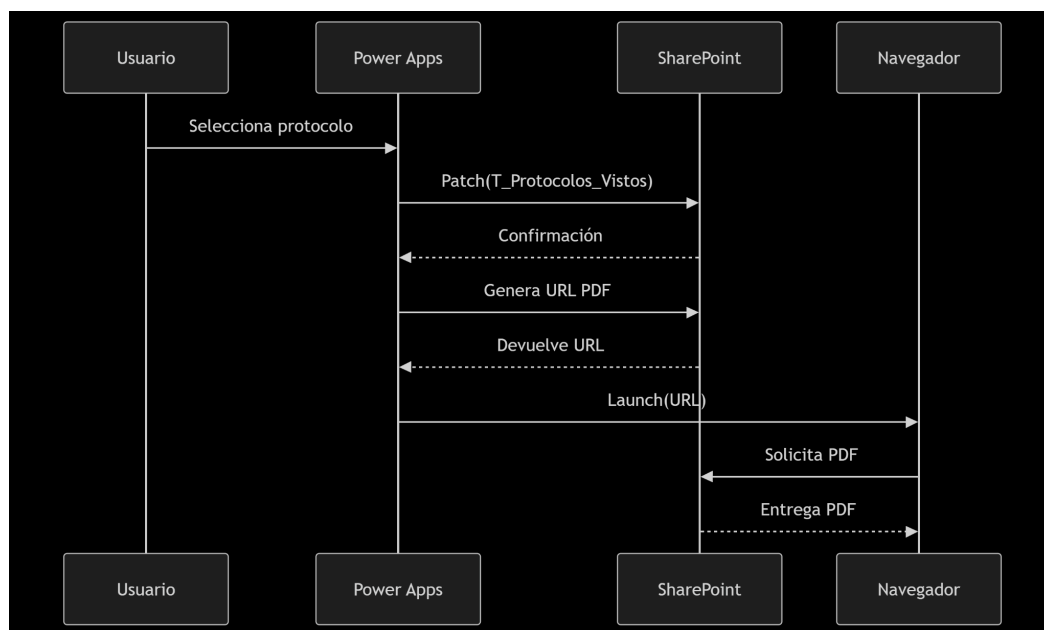 Usuario
Power Apps
SharePoint
Navegador
Selecciona protocolo
Patch(T_Protocolos_Vistos)
Confirmación
Genera URL PDF
Devuelve URL
Launch(URL)
Solicita PDF
Entrega PDF
Usuario
Power Apps
SharePoint
Navegador